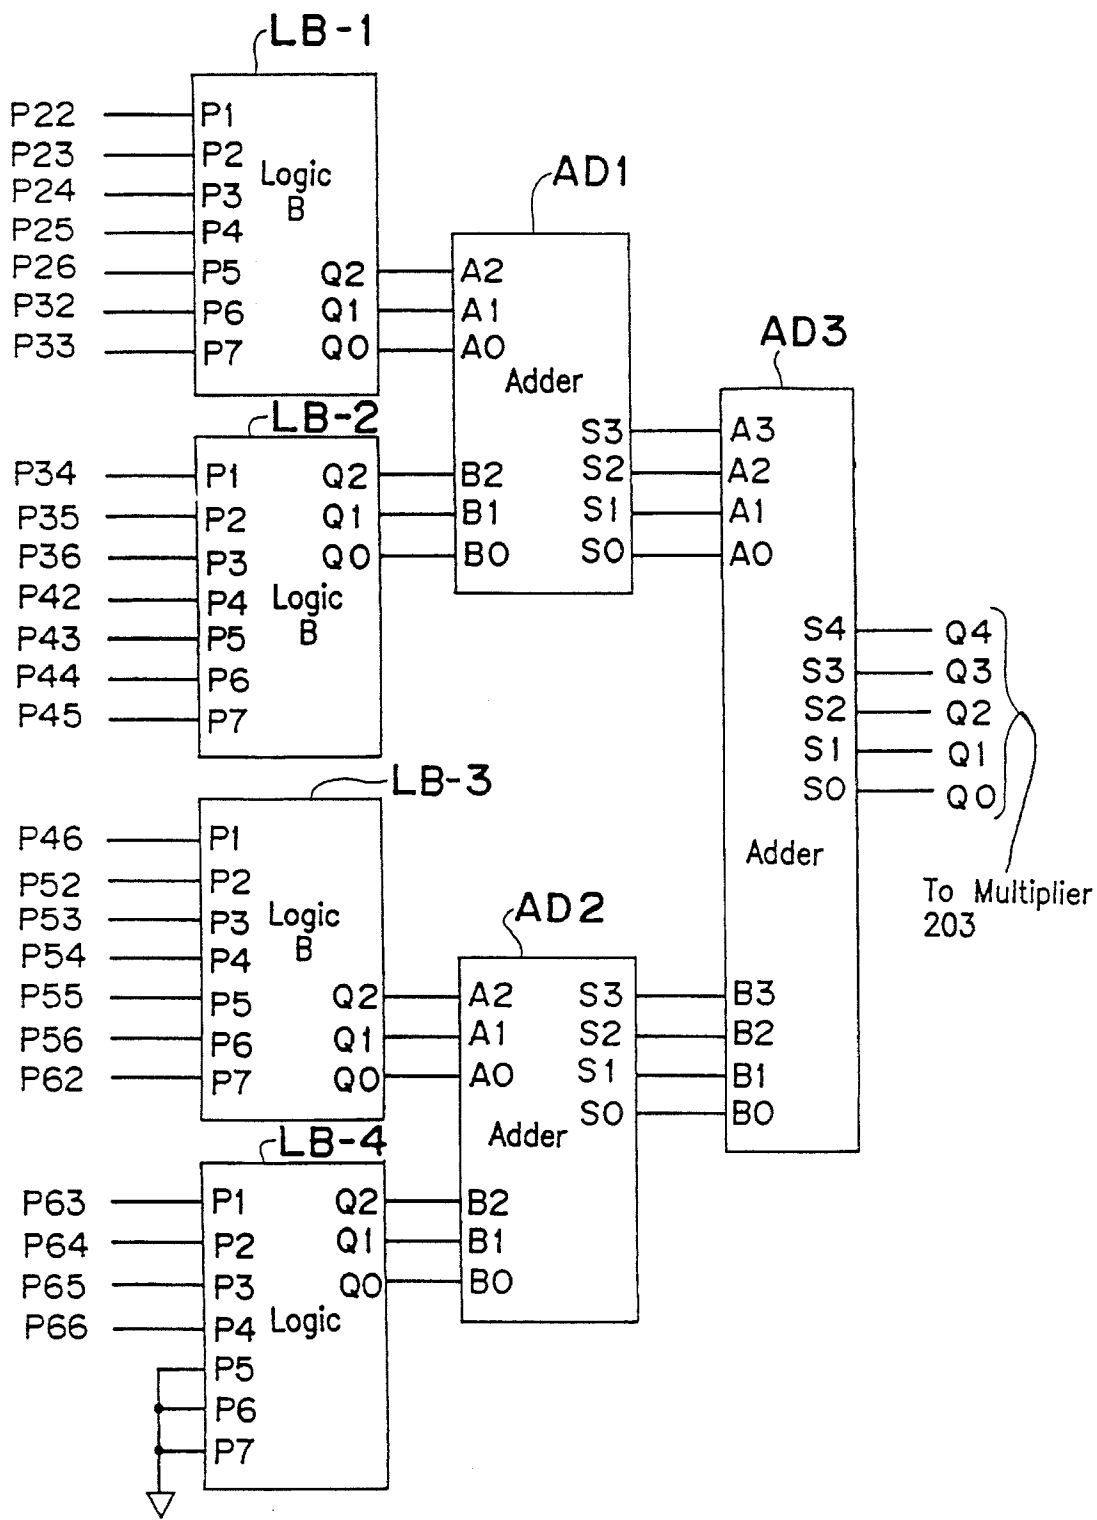 LB-1
P22 P1
P23 P2
P24 P3
P25 P4
P26 P5
P32 P6
P33 P7
Logic
B
Q2
Q1
Q0
LB-2
P34 P1
P35 P2
P36 P3
P42 P4
P43 P5
P44 P6
P45 P7
Q2
Q1
Q0
Logic
B
AD1
A2
A1
A0
Adder
B2
B1
B0
S3
S2
S1
S0
LB-3
P46 P1
P52 P2
P53 P3
P54 P4
P55 P5
P56 P6
P62 P7
Logic
B
Q2
Q1
Q0
LB-4
P63 P1
P64 P2
P65 P3
P66 P4
P5
P6
P7
Q2
Q1
Q0
Logic
AD2
A2
A1
A0
S3
S2
S1
S0
Adder
B2
B1
B0
AD3
A3
A2
A1
A0
S4 Q4
S3 Q3
S2 Q2
S1 Q1
S0 Q0
Adder
B3
B2
B1
B0
To Multiplier
203